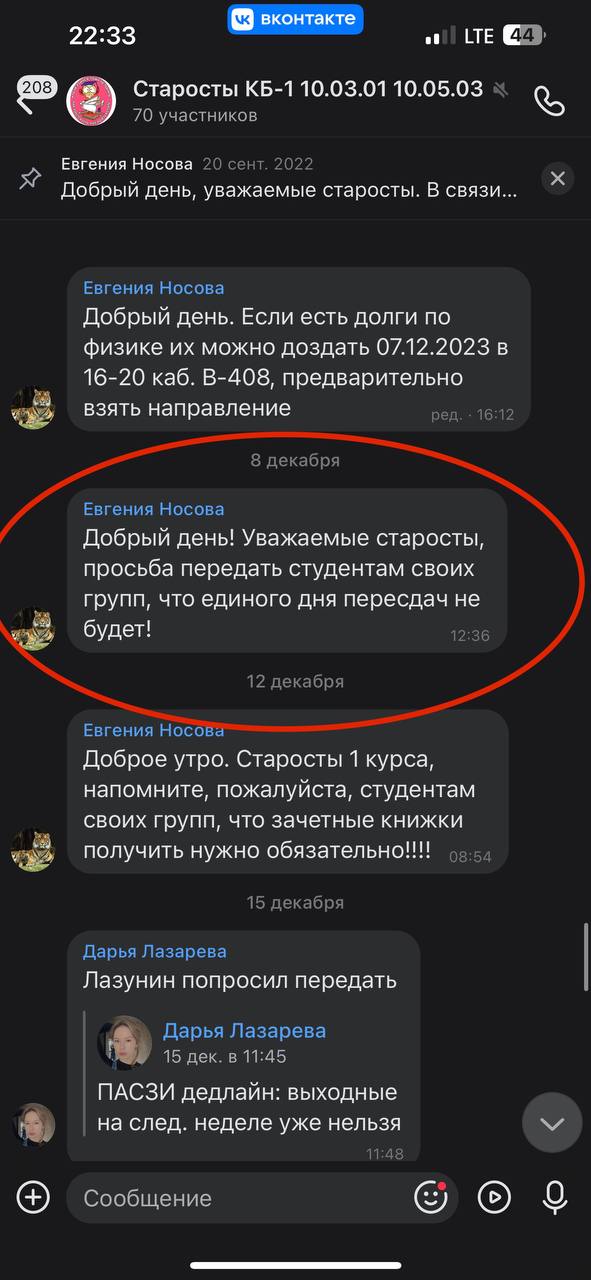 22:33
вконтакте
LTE 44
208
Старосты КБ-1 10.03.01 10.05.03
70 участников
Евгения Носова 20 сент. 2022
Добрый день, уважаемые старосты. В связи...
Евгения Носова
Добрый день. Если есть долги по
физике их можно доздать 07.12.2023 в
16-20 каб. В-408, предварительно
взять направление
ред. · 16:12
8 декабря
Евгения Носова
Добрый день! Уважаемые старосты,
просьба передать студентам своих
групп, что единого дня пересдач не
будет!
12:36
12 декабря
Евгения Носова
Доброе утро. Старосты 1 курса,
напомните, пожалуйста, студентам
своих групп, что зачетные книжки
получить нужно обязательно!!!!
08:54
15 декабря
Дарья Лазарева
Лазунин попросил передать
Дарья Лазарева
15 дек. в 11:45
ПАСЗИ дедлайн: выходные
на след. неделе уже нельзя
11:48
Сообщение